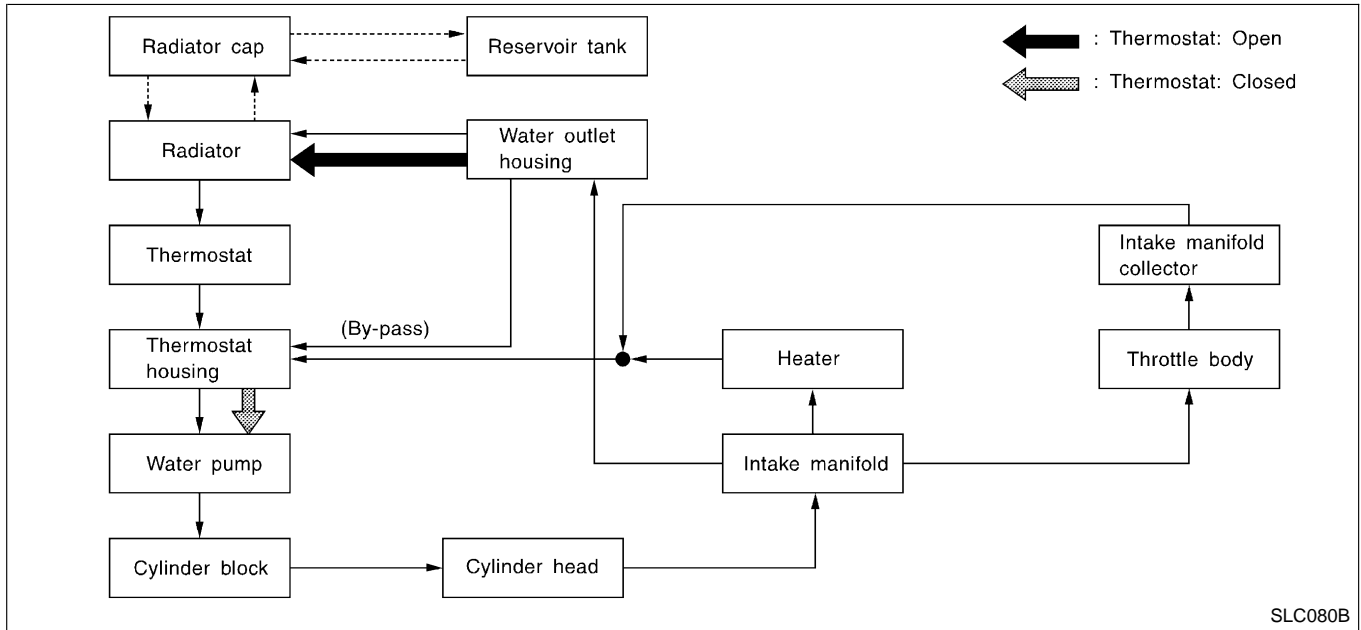 Radiator cap
Reservoir tank
: Thermostat: Open
: Thermostat: Closed
Radiator
Water outlet
housing
Thermostat
Intake manifold
collector
(By-pass)
Thermostat
housing
Heater
Throttle body
Water pump
Intake manifold
Cylinder block
Cylinder head
SLC080B